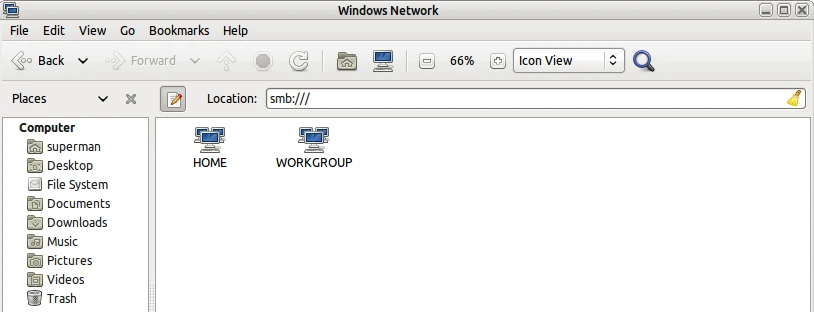 Windows Network
File Edit View Go Bookmarks Help
Back Forward 66% Icon View
Places Location: smb:///
Computer
superman
Desktop
File System
Documents
Downloads
Music
Pictures
Videos
Trash
HOME WORKGROUP